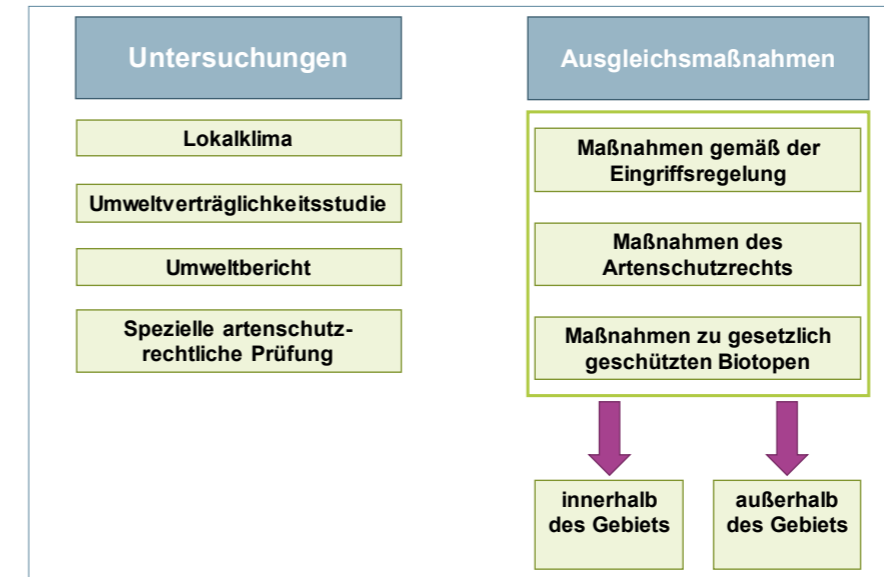 Untersuchungen
Lokalklima
Umweltverträglichkeitsstudie
Umweltbericht
Spezielle artenschutz-
rechtliche Prüfung
Ausgleichsmaßnahmen
Maßnahmen gemäß der
Eingriffsregelung
Maßnahmen des
Artenschutzrechts
Maßnahmen zu gesetzlich
geschützten Biotopen
innerhalb
des Gebiets
außerhalb
des Gebiets